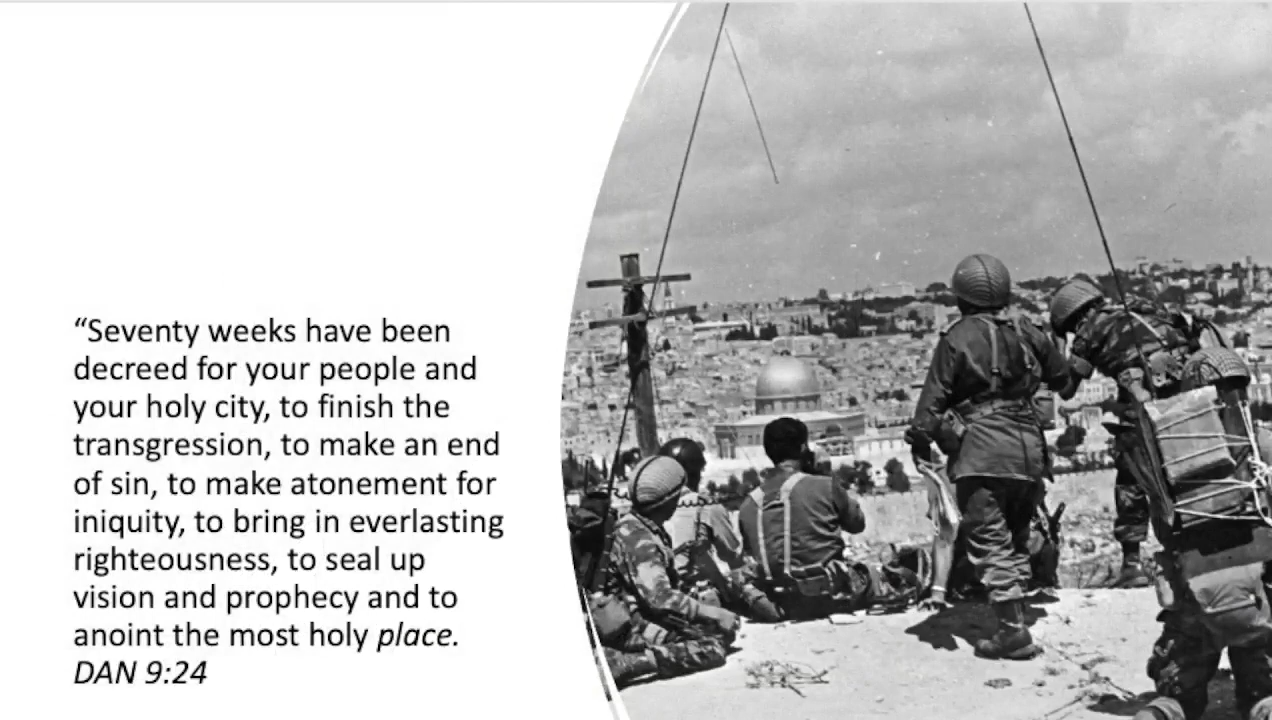 “Seventy weeks have been
decreed for your people and
your holy city, to finish the
transgression, to make an end
of sin, to make atonement for
iniquity, to bring in everlasting
righteousness, to seal up
vision and prophecy and to
anoint the most holy place.
DAN 9:24